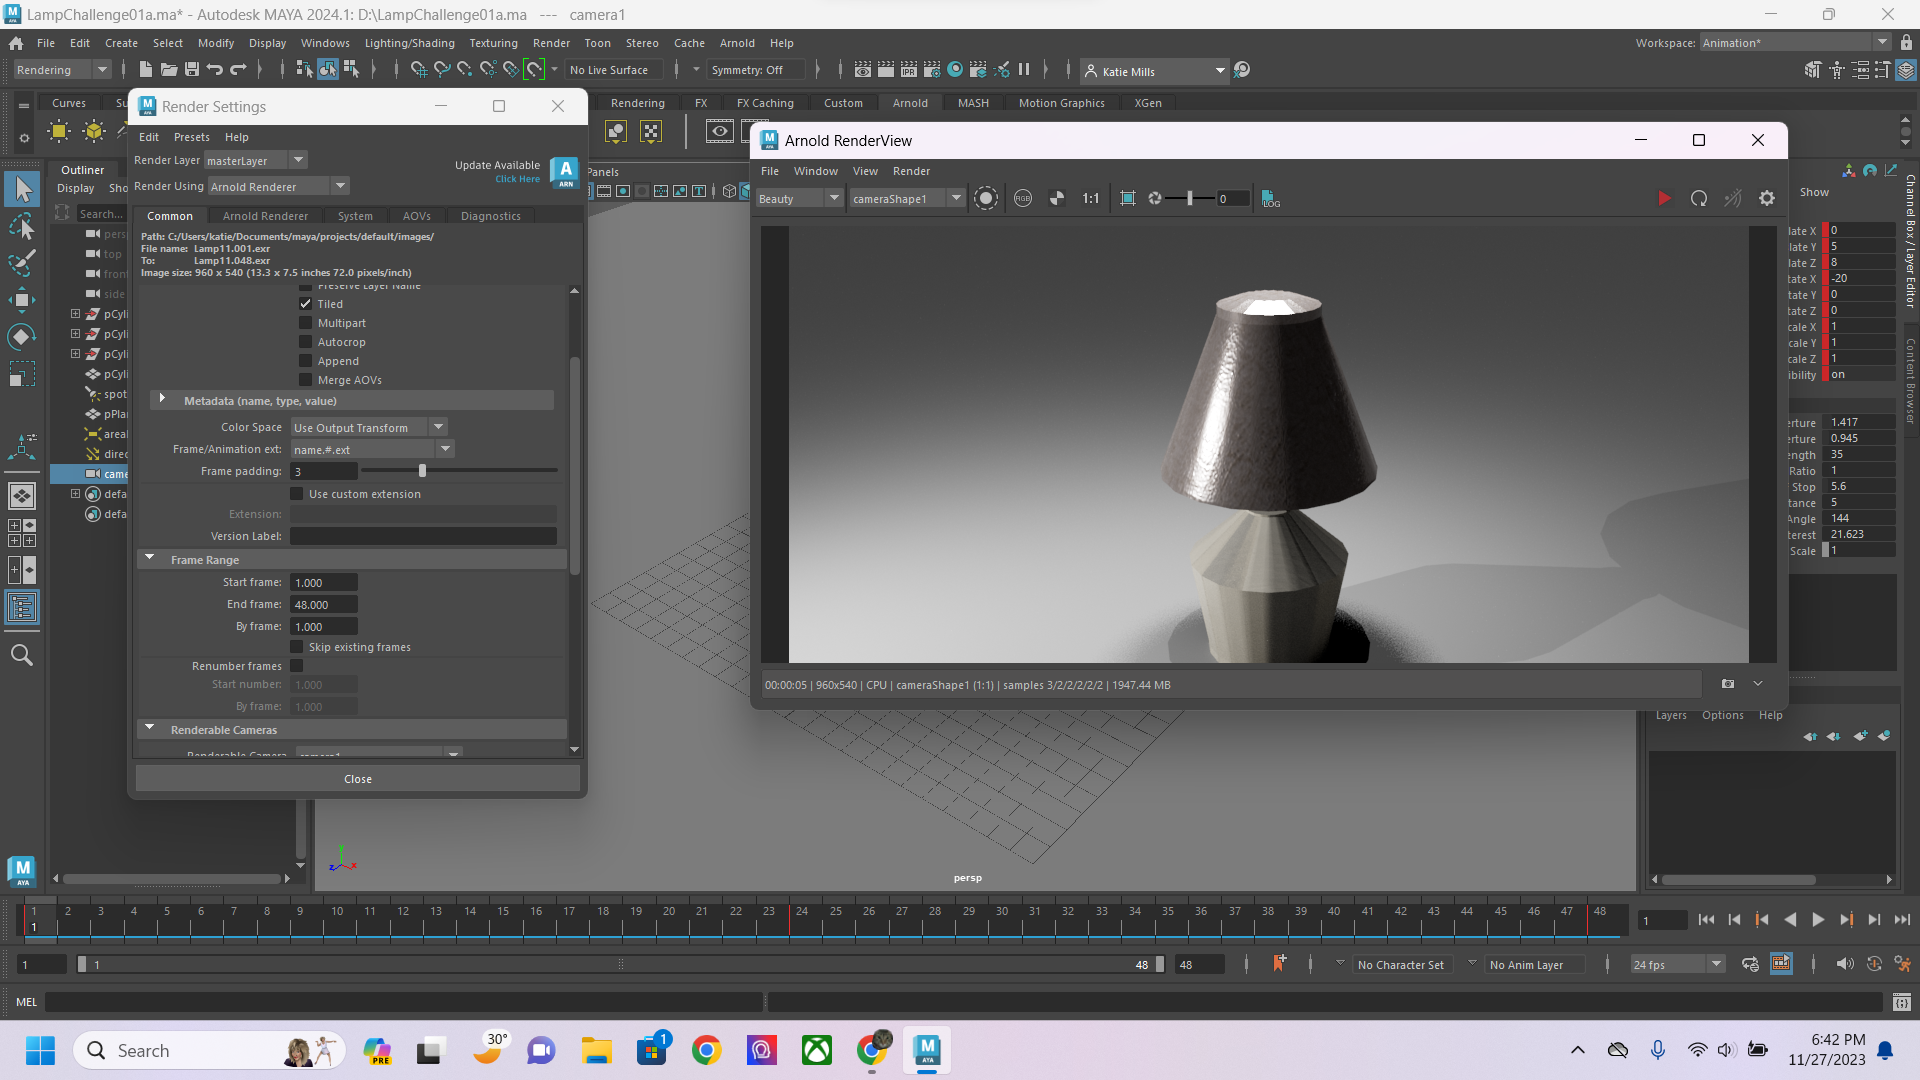 LampChallenge01a.ma* - Autodesk MAYA 2024.1: D:\LampChallenge01a.ma --- camera1
File Edit Create Select Modify Display Windows Lighting/Shading Texturing Render Toon Stereo Cache Arnold Help
Workspace: Animation*
Rendering
No Live Surface
Symmetry: Off
IPR
Katie Mills
Curves
Rendering FX FX Caching Custom Arnold MASH Motion Graphics XGen
Render Settings
Edit Presets Help
Render Layer masterLayer
Render Using Arnold Renderer
Update Available
Click Here
ARN
Common Arnold Renderer System AOVs Diagnostics
Path: C:/Users/katie/Documents/maya/projects/default/images/
File name: Lamp11.001.exr
To: Lamp11.048.exr
Image size: 960 x 540 (13.3 x 7.5 inches 72.0 pixels/inch)
Preserve Layer Name
Tiled
Multipart
Autocrop
Append
Merge AOVs
Metadata (name, type, value)
Color Space Use Output Transform
Frame/Animation ext: name.#.ext
Frame padding: 3
Use custom extension
Extension:
Version Label:
Frame Range
Start frame: 1.000
End frame: 48.000
By frame: 1.000
Skip existing frames
Renumber frames
Start number: 1.000
By frame: 1.000
Renderable Cameras
Renderable Camera camera1
Close
Outliner
Display Sho
Search...
persp
top
front
side
pCyli
pCyli
pCyli
pCyli
spot
pPlan
areaL
direc
came
defa
defa
Panels
Arnold RenderView
File Window View Render
Beauty
cameraShape1
RGB
1:1
0
LOG
00:00:05 | 960x540 | CPU | cameraShape1 (1:1) | samples 3/2/2/2/2/2 | 1947.44 MB
Show
late X 0
late Y 5
late Z 8
tate X -20
tate Y 0
tate Z 0
cale X 1
cale Y 1
cale Z 1
ibility on
erture 1.417
erture 0.945
ength 35
Ratio 1
Stop 5.6
tance 5
Angle 144
terest 21.623
Scale 1
Channel Box / Layer Editor
Content Browser
Layers Options Help
persp
y
z x
1 2 3 4 5 6 7 8 9 10 11 12 13 14 15 16 17 18 19 20 21 22 23 24 25 26 27 28 29 30 31 32 33 34 35 36 37 38 39 40 41 42 43 44 45 46 47 48
1
1
1
1
48
48
No Character Set
No Anim Layer
24 fps
MEL
Search
PRE
30°
1
M
AYA
6:42 PM
11/27/2023